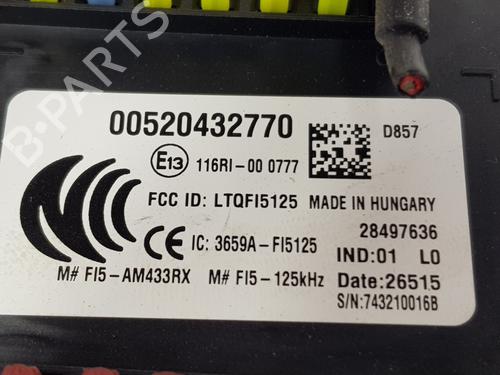 00520432770
D857
E13 116RI-00 0777
FCC ID: LTQFI5125 MADE IN HUNGARY
CE IC: 3659A-FI5125
28497636
IND:01 L0
M# FI5-AM433RX M# FI5-125kHz Date:26515
S/N:743210016B
B-PARTS